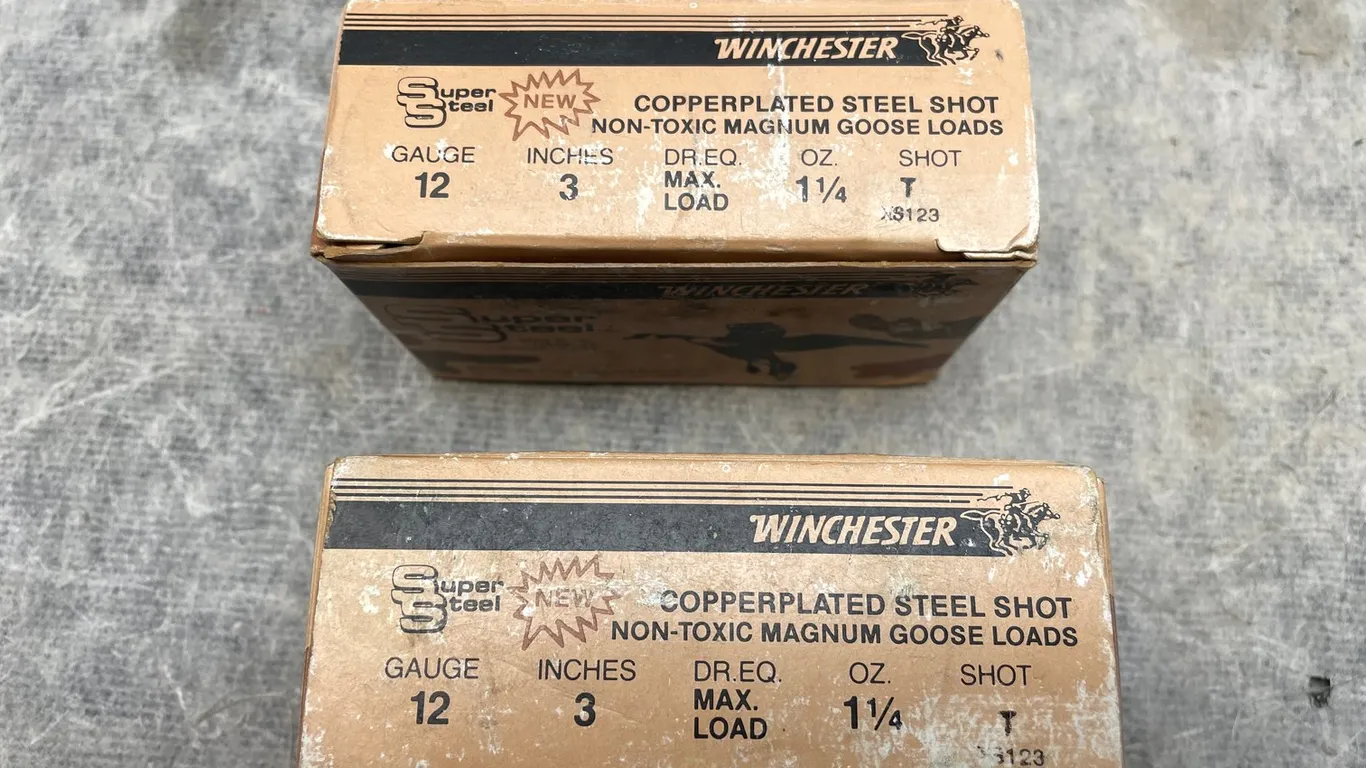 WINCHESTER
Super Steel NEW COPPERPLATED STEEL SHOT
NON-TOXIC MAGNUM GOOSE LOADS
GAUGE INCHES DR.EQ. OZ. SHOT
12 3 MAX. LOAD 1¼ T
XS123
WINCHESTER
Super Steel
WINCHESTER
Super Steel NEW COPPERPLATED STEEL SHOT
NON-TOXIC MAGNUM GOOSE LOADS
GAUGE INCHES DR.EQ. OZ. SHOT
12 3 MAX. LOAD 1¼ T
S123